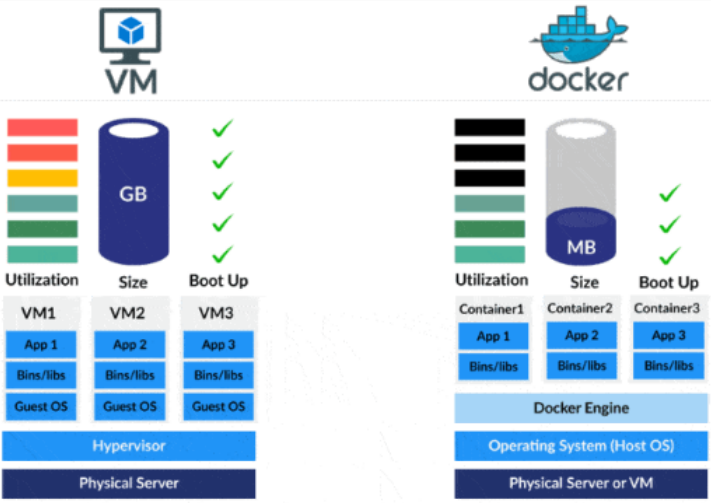 VM
docker
GB
Utilization Size Boot Up
VM1 VM2 VM3
App 1 App 2 App 3
Bins/libs Bins/libs Bins/libs
Guest OS Guest OS Guest OS
Hypervisor
Physical Server
MB
Utilization Size Boot Up
Container1 Container2 Container3
App 1 App 2 App 3
Bins/libs Bins/libs Bins/libs
Docker Engine
Operating System (Host OS)
Physical Server or VM